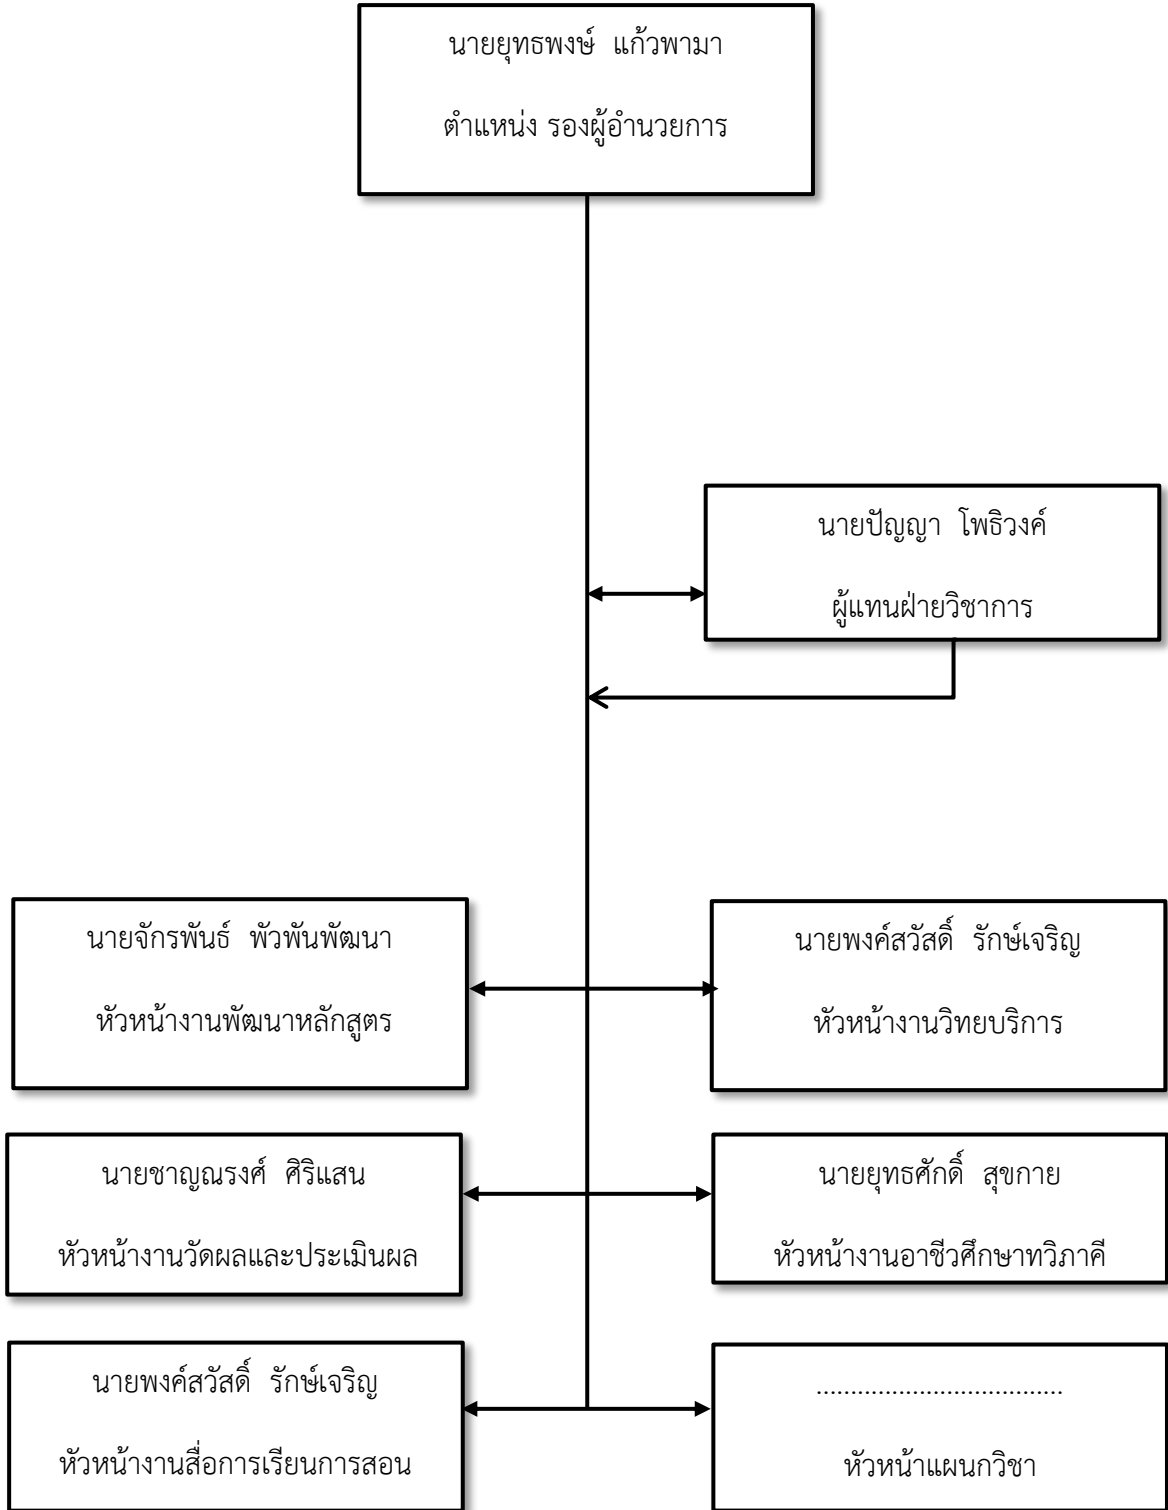 นายยุทธพงษ์  แก้วพามา
ตำแหน่ง รองผู้อำนวยการ
นายปัญญา  โพธิวงค์
ผู้แทนฝ่ายวิชาการ
นายจักรพันธ์  พัวพันพัฒนา
หัวหน้างานพัฒนาหลักสูตร
นายพงค์สวัสดิ์  รักษ์เจริญ
หัวหน้างานวิทยบริการ
นายชาญณรงศ์  ศิริแสน
หัวหน้างานวัดผลและประเมินผล
นายยุทธศักดิ์  สุขกาย
หัวหน้างานอาชีวศึกษาทวิภาคี
นายพงค์สวัสดิ์  รักษ์เจริญ
หัวหน้างานสื่อการเรียนการสอน
....................................
หัวหน้าแผนกวิชา